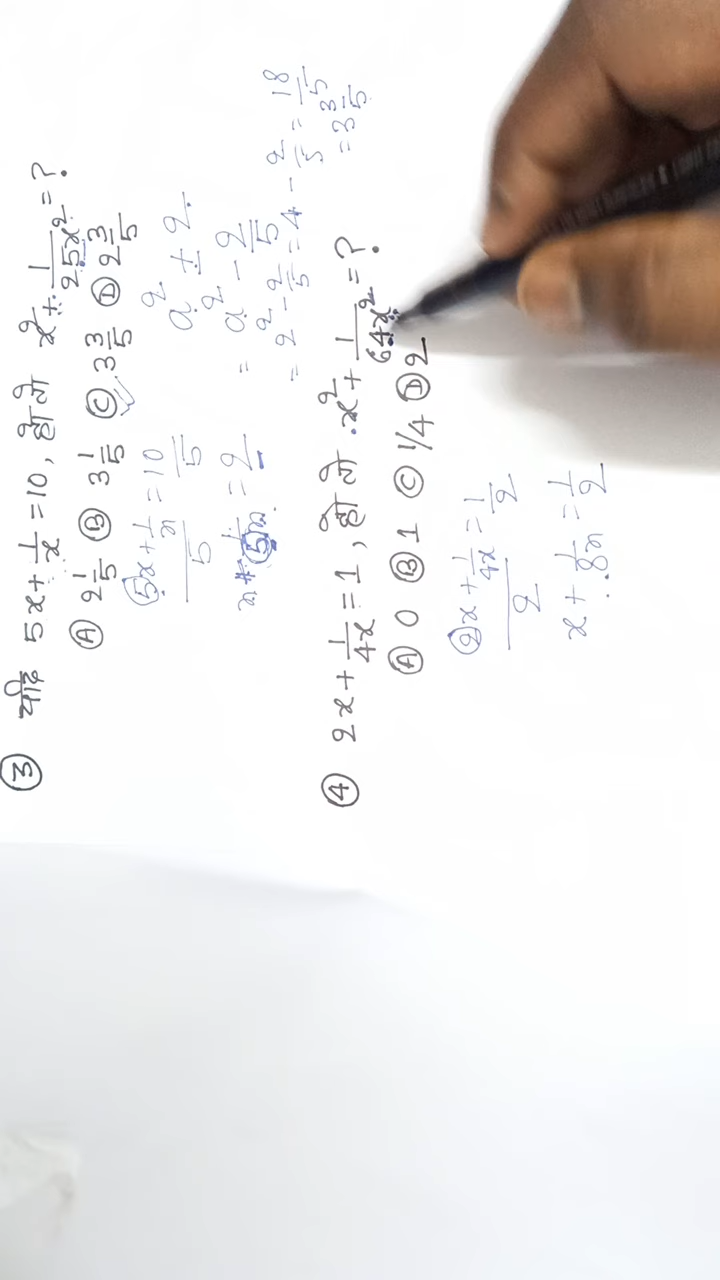 ③ यदि 5x + 1/x = 10, हो तो x² + 1/25x² = ?
Ⓐ 2 1/5 Ⓑ 3 1/5 Ⓒ 3 3/5 Ⓓ 2 3/5
5x + 1/x = 10
5 5
x + 1/5x = 2
a² ± 2.
= a² - 2/5
= 2² - 2/5 = 4 - 2/5 = 18/5
= 3 3/5
④ 2x + 1/4x = 1, हो तो x² + 1/64x² = ?
Ⓐ 0 Ⓑ 1 Ⓒ 1/4 Ⓓ 2
2x + 1/4x = 1/2
2
x + 1/8x = 1/2